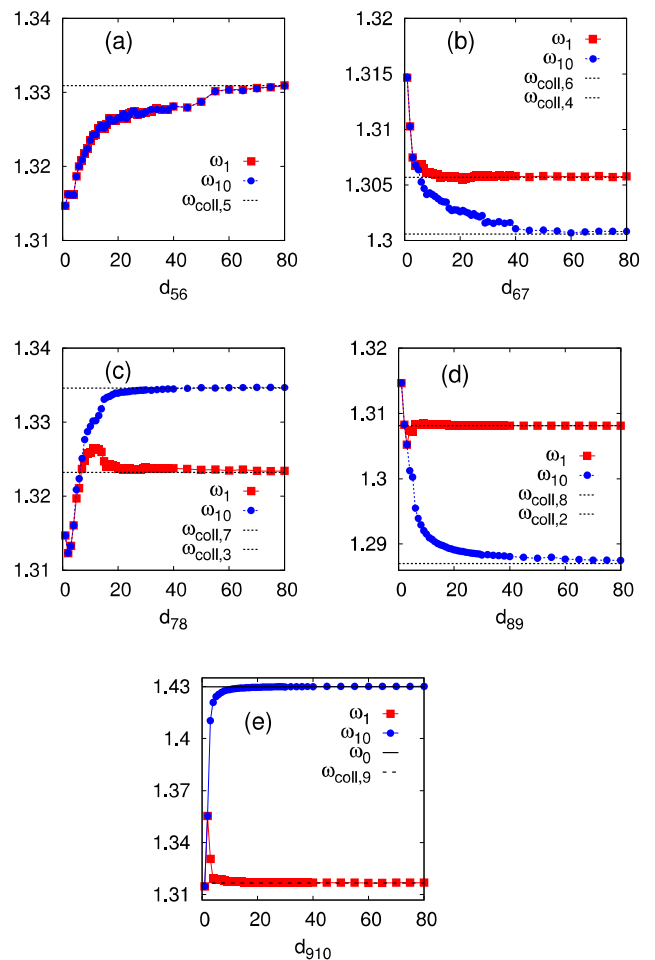 (a)
1.34
1.33
1.32
1.31
0 20 40 60 80
d56
ω1
ω10
ωcoll,5
(b)
1.32
1.315
1.31
1.305
1.3
0 20 40 60 80
d67
ω1
ω10
ωcoll,6
ωcoll,4
(c)
1.34
1.33
1.32
1.31
0 20 40 60 80
d78
ω1
ω10
ωcoll,7
ωcoll,3
(d)
1.32
1.31
1.3
1.29
0 20 40 60 80
d89
ω1
ω10
ωcoll,8
ωcoll,2
(e)
1.43
1.4
1.37
1.34
1.31
0 20 40 60 80
d910
ω1
ω10
ω0
ωcoll,9